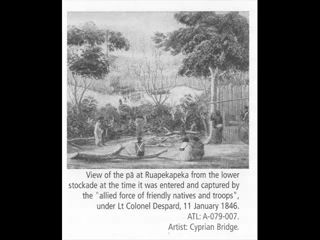 View of the pā at Ruapekapeka from the lower
stockade at the time it was entered and captured by
the "allied force of friendly natives and troops",
under Lt Colonel Despard, 11 January 1846.
ATL: A-079-007.
Artist: Cyprian Bridge.